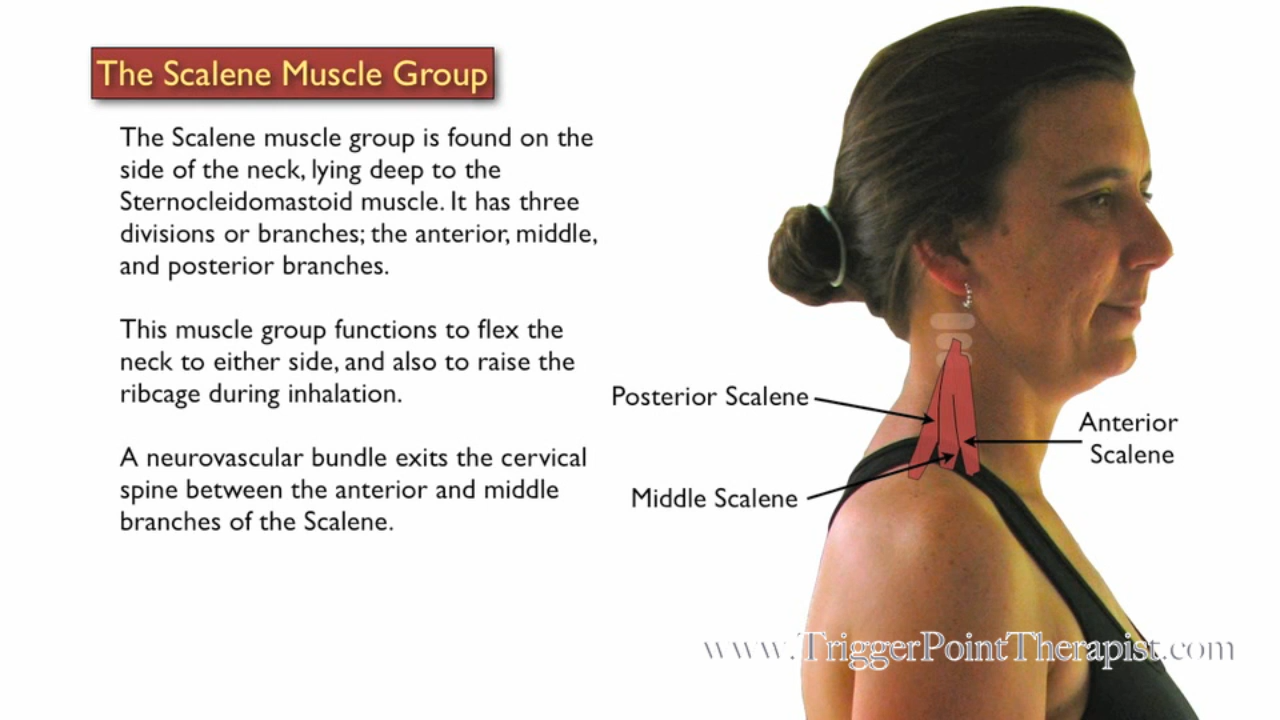 The Scalene Muscle Group
The Scalene muscle group is found on the
side of the neck, lying deep to the
Sternocleidomastoid muscle. It has three
divisions or branches; the anterior, middle,
and posterior branches.
This muscle group functions to flex the
neck to either side, and also to raise the
ribcage during inhalation.
A neurovascular bundle exits the cervical
spine between the anterior and middle
branches of the Scalene.
Posterior Scalene
Anterior
Scalene
Middle Scalene
www.TriggerPointTherapist.com